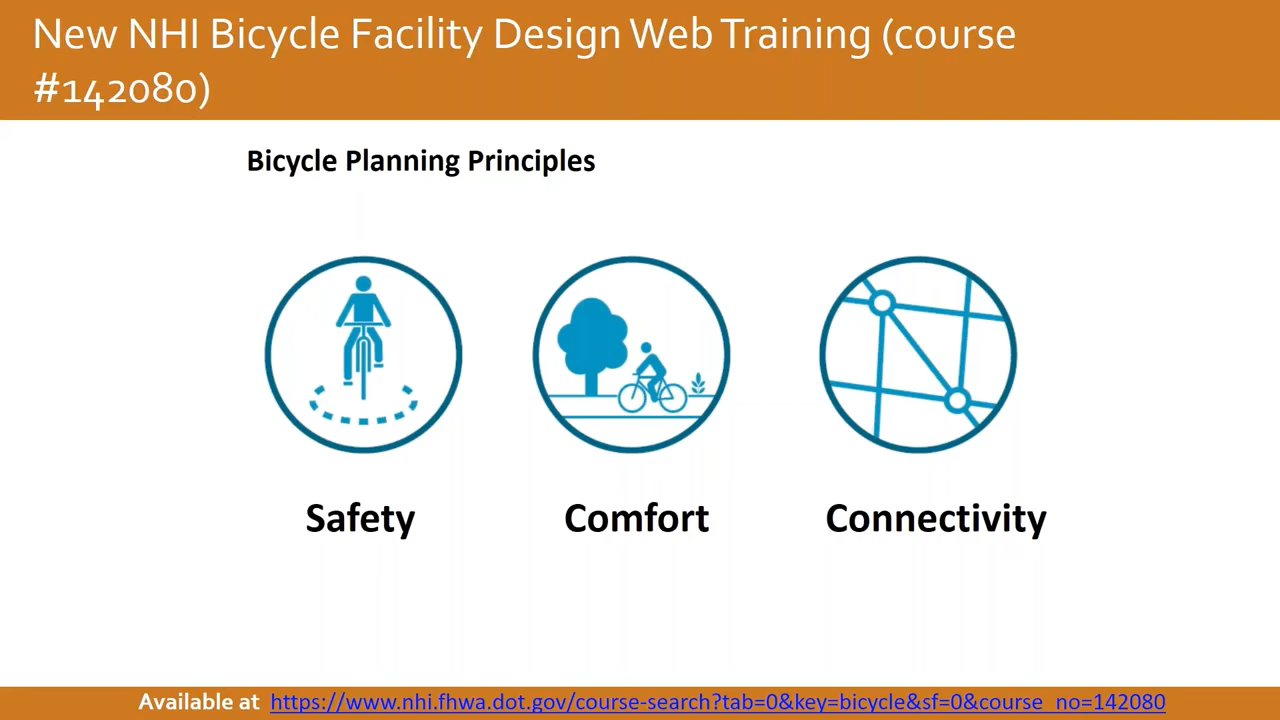 New NHI Bicycle Facility Design Web Training (course
#142080)
Bicycle Planning Principles
Safety
Comfort
Connectivity
Available at https://www.nhi.fhwa.dot.gov/course-search?tab=0&key=bicycle&sf=0&course_no=142080